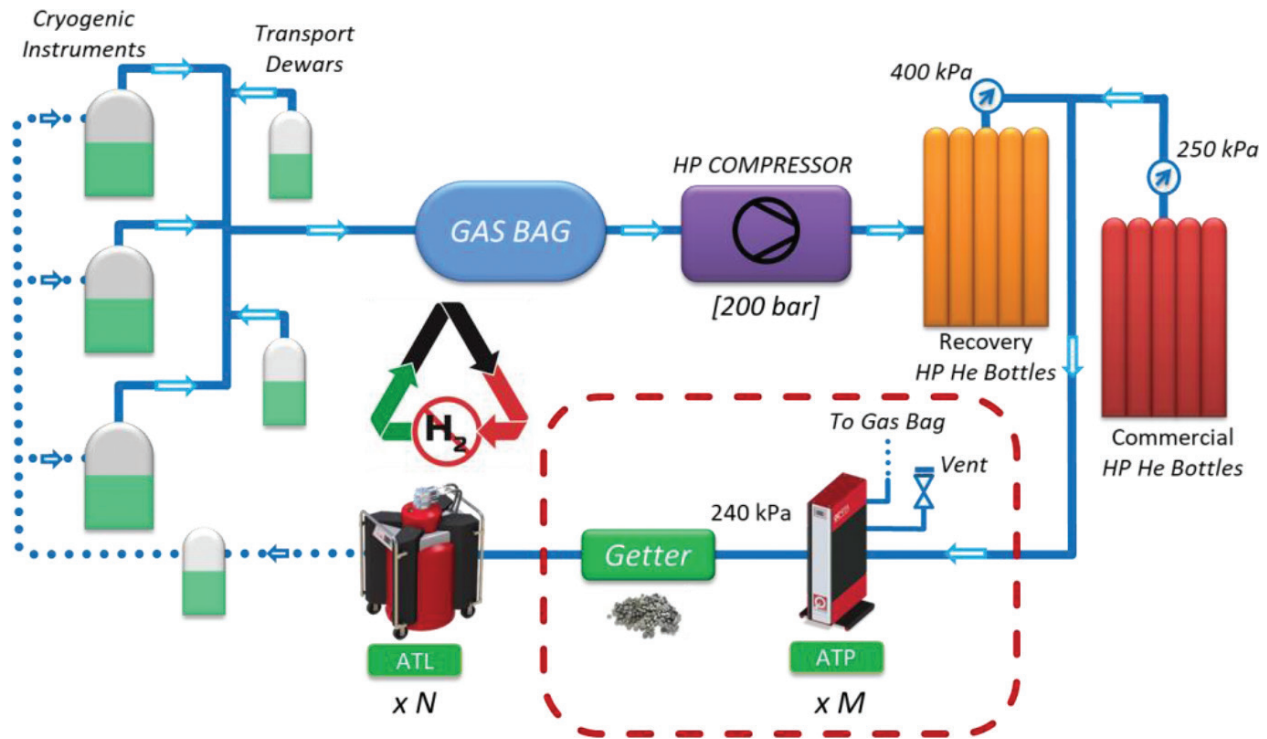 Cryogenic
Instruments
Transport
Dewars
400 kPa
250 kPa
HP COMPRESSOR
GAS BAG
[200 bar]
Recovery
HP He Bottles
Commercial
HP He Bottles
H2
To Gas Bag
Vent
240 kPa
Getter
ATL
ATP
x N
x M